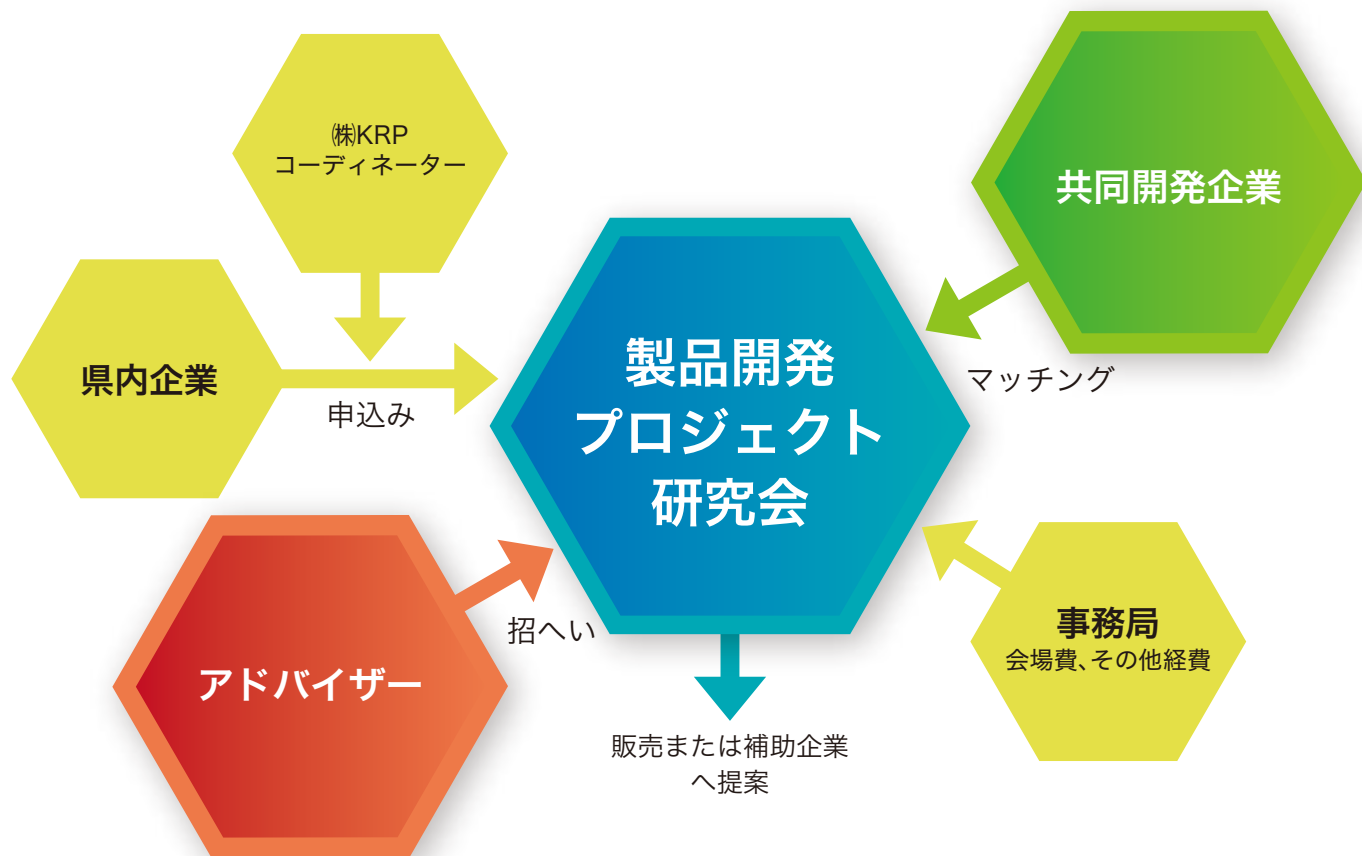 ㈱KRP
コーディネーター
共同開発企業
県内企業
申込み
製品開発
プロジェクト
研究会
マッチング
アドバイザー
招へい
事務局
会場費、その他経費
販売または補助企業
へ提案